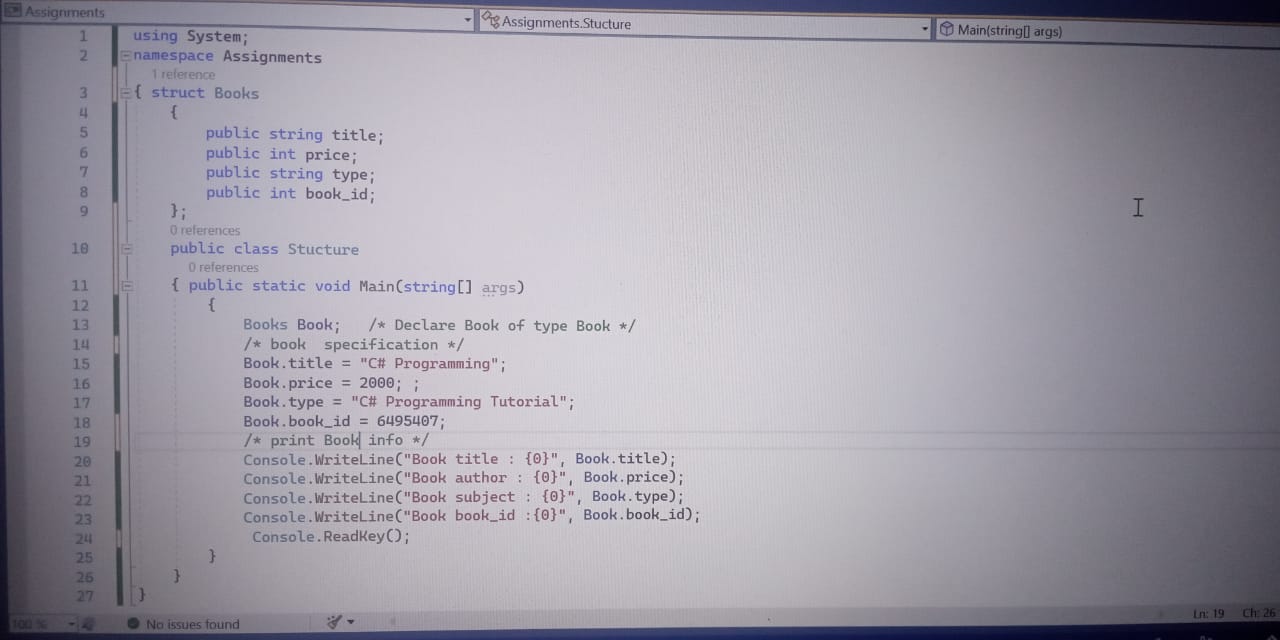 Assignments
Assignments.Stucture
Main(string[] args)
1 using System;
2 namespace Assignments
1 reference
3 { struct Books
4 {
5 public string title;
6 public int price;
7 public string type;
8 public int book_id;
9 };
0 references
10 public class Stucture
0 references
11 { public static void Main(string[] args)
12 {
13 Books Book; /* Declare Book of type Book */
14 /* book specification */
15 Book.title = "C# Programming";
16 Book.price = 2000; ;
17 Book.type = "C# Programming Tutorial";
18 Book.book_id = 6495407;
19 /* print Book info */
20 Console.WriteLine("Book title : {0}", Book.title);
21 Console.WriteLine("Book author : {0}", Book.price);
22 Console.WriteLine("Book subject : {0}", Book.type);
23 Console.WriteLine("Book book_id :{0}", Book.book_id);
24 Console.ReadKey();
25 }
26 }
27 }
100 %
No issues found
Ln: 19 Ch: 26